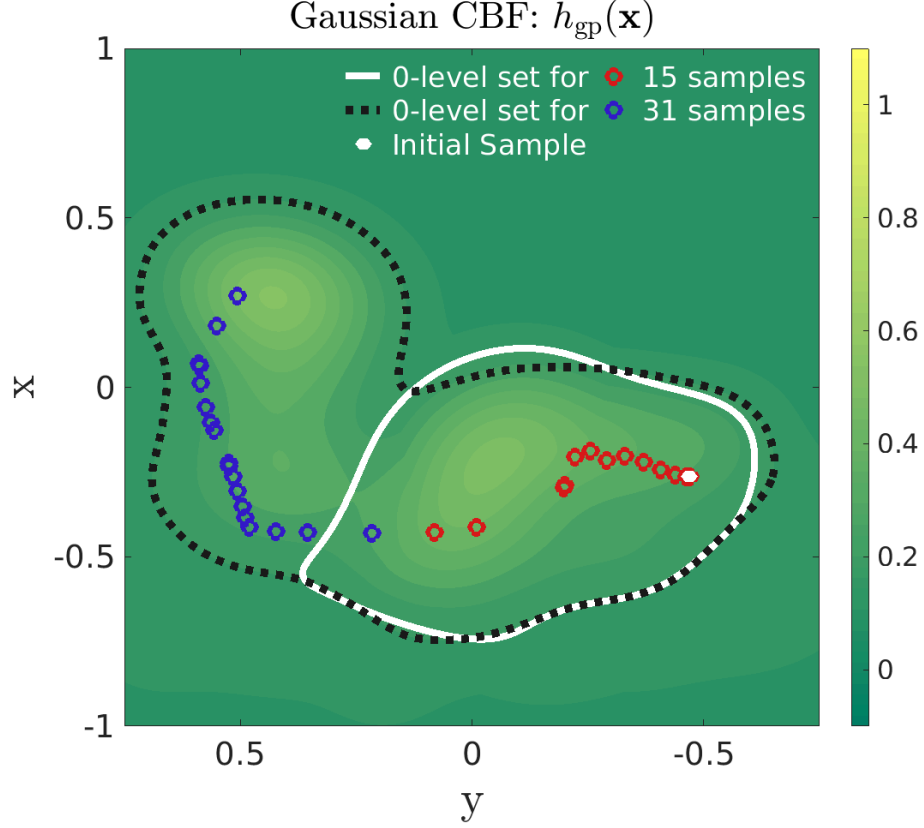 Gaussian CBF: h_gp(x)
0-level set for 15 samples
0-level set for 31 samples
Initial Sample
1
0.5
0
-0.5
-1
x
0.5
0
-0.5
y
1
0.8
0.6
0.4
0.2
0